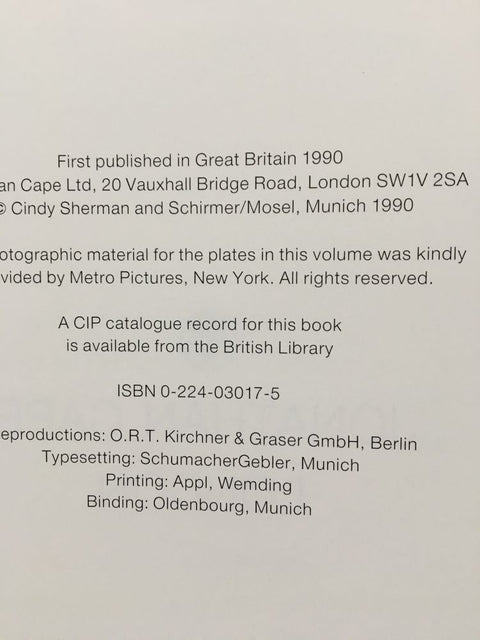 First published in Great Britain 1990
an Cape Ltd, 20 Vauxhall Bridge Road, London SW1V 2SA
© Cindy Sherman and Schirmer/Mosel, Munich 1990
otographic material for the plates in this volume was kindly
vided by Metro Pictures, New York. All rights reserved.
A CIP catalogue record for this book
is available from the British Library
ISBN 0-224-03017-5
eproductions: O.R.T. Kirchner & Graser GmbH, Berlin
Typesetting: SchumacherGebler, Munich
Printing: Appl, Wemding
Binding: Oldenbourg, Munich